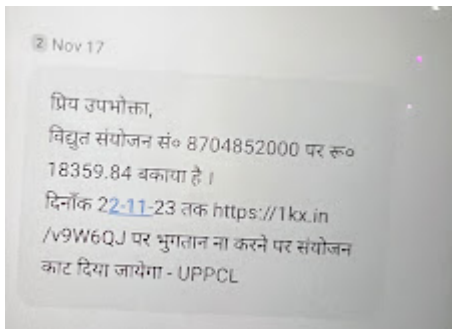 2 Nov 17
प्रिय उपभोक्ता,
विद्युत संयोजन सं० 8704852000 पर रू०
18359.84 बकाया है ।
दिनाँक 22-11-23 तक https://1kx.in
/v9W6QJ पर भुगतान ना करने पर संयोजन
काट दिया जायेगा - UPPCL